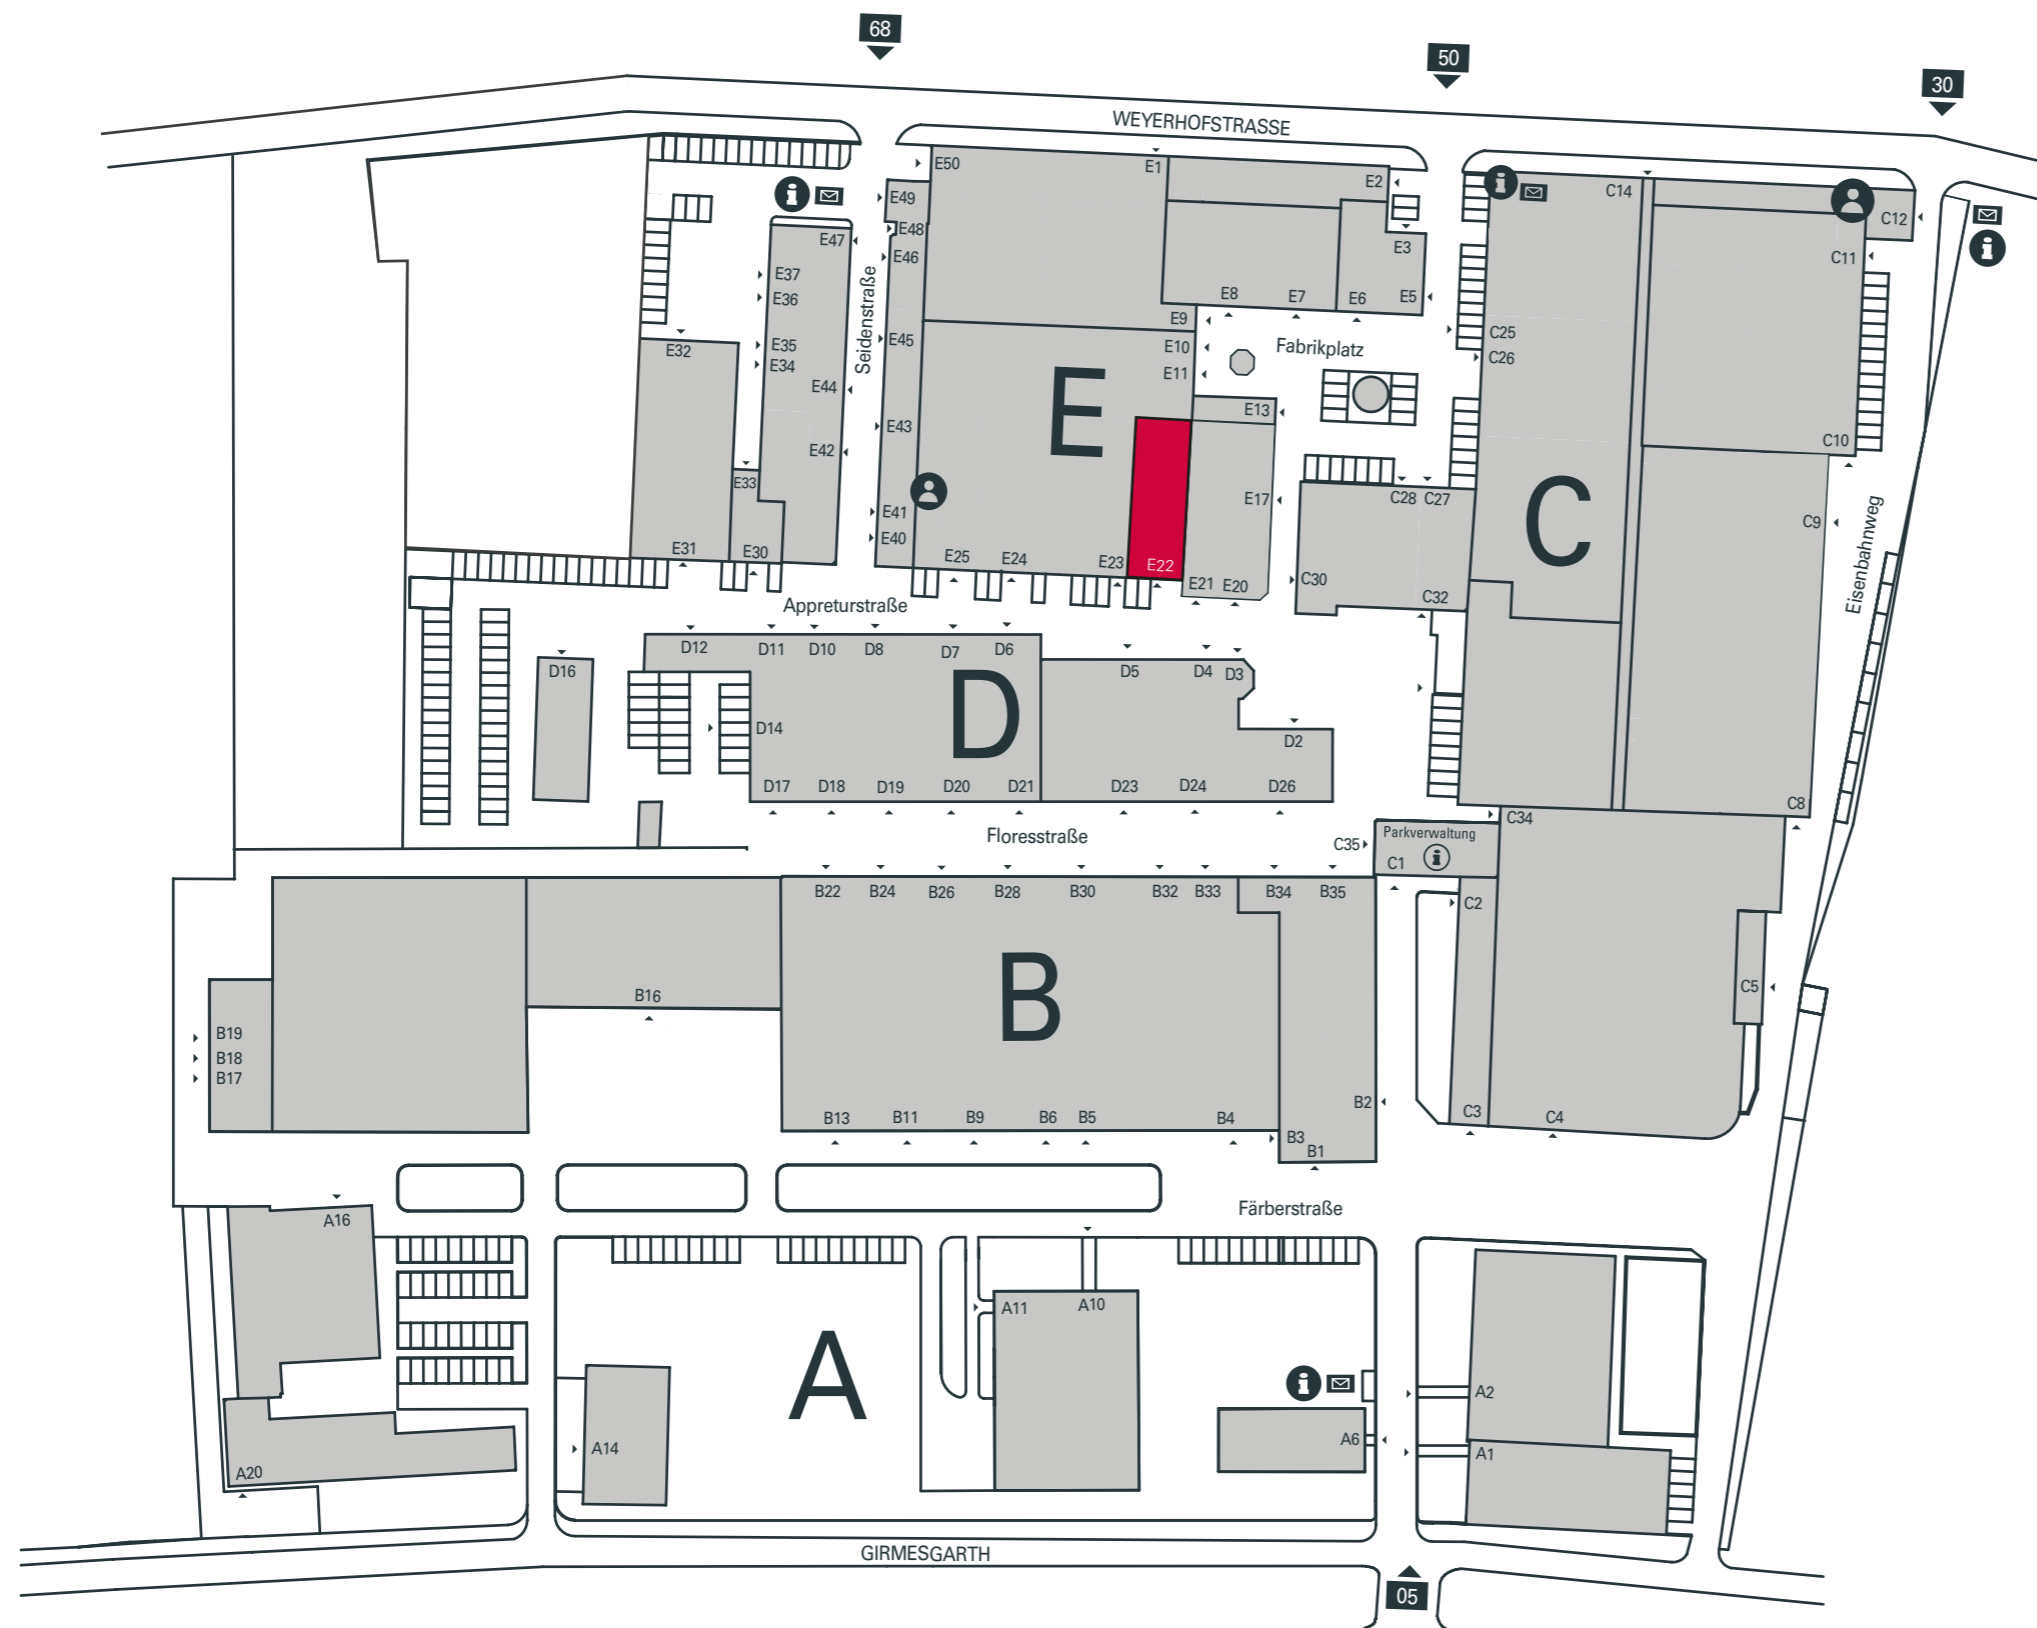 68
50
30
WEYERHOFSTRASSE
E50
E1
E2
C14
C12
E49
E48
E47
E46
E3
C11
E37
E36
E8
E7
E6
E5
Seidenstraße
E9
E45
E35
E34
E32
E10
E11
Fabrikplatz
C25
C26
E44
E
E13
E43
E42
C10
E33
E17
C28
C27
C
C9
E41
E40
E31
E30
E25
E24
E23
E22
E21
E20
C30
C32
Eisenbahnweg
Appreturstraße
D12
D11
D10
D8
D7
D6
D16
D5
D4
D3
D
D14
D2
D17
D18
D19
D20
D21
D23
D24
D26
C8
C34
Floresstraße
C35
Parkverwaltung
C1
B22
B24
B26
B28
B30
B32
B33
B34
B35
C2
B
B16
C5
B19
B18
B17
B13
B11
B9
B6
B5
B4
B2
B3
B1
C3
C4
Färberstraße
A16
A11
A10
A
A2
A14
A6
A1
A20
GIRMESGARTH
05